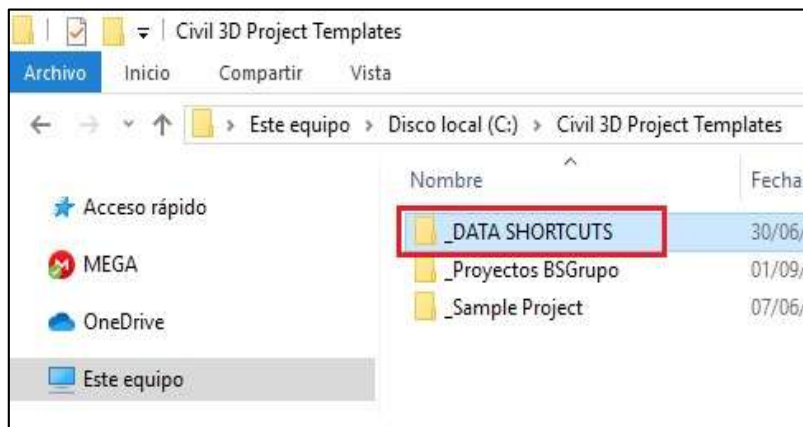 Civil 3D Project Templates
Archivo Inicio Compartir Vista
Este equipo > Disco local (C:) > Civil 3D Project Templates
Nombre Fecha
Acceso rápido
_DATA SHORTCUTS 30/06/
MEGA
_Proyectos BSGrupo 01/09/
_Sample Project 07/06/
OneDrive
Este equipo